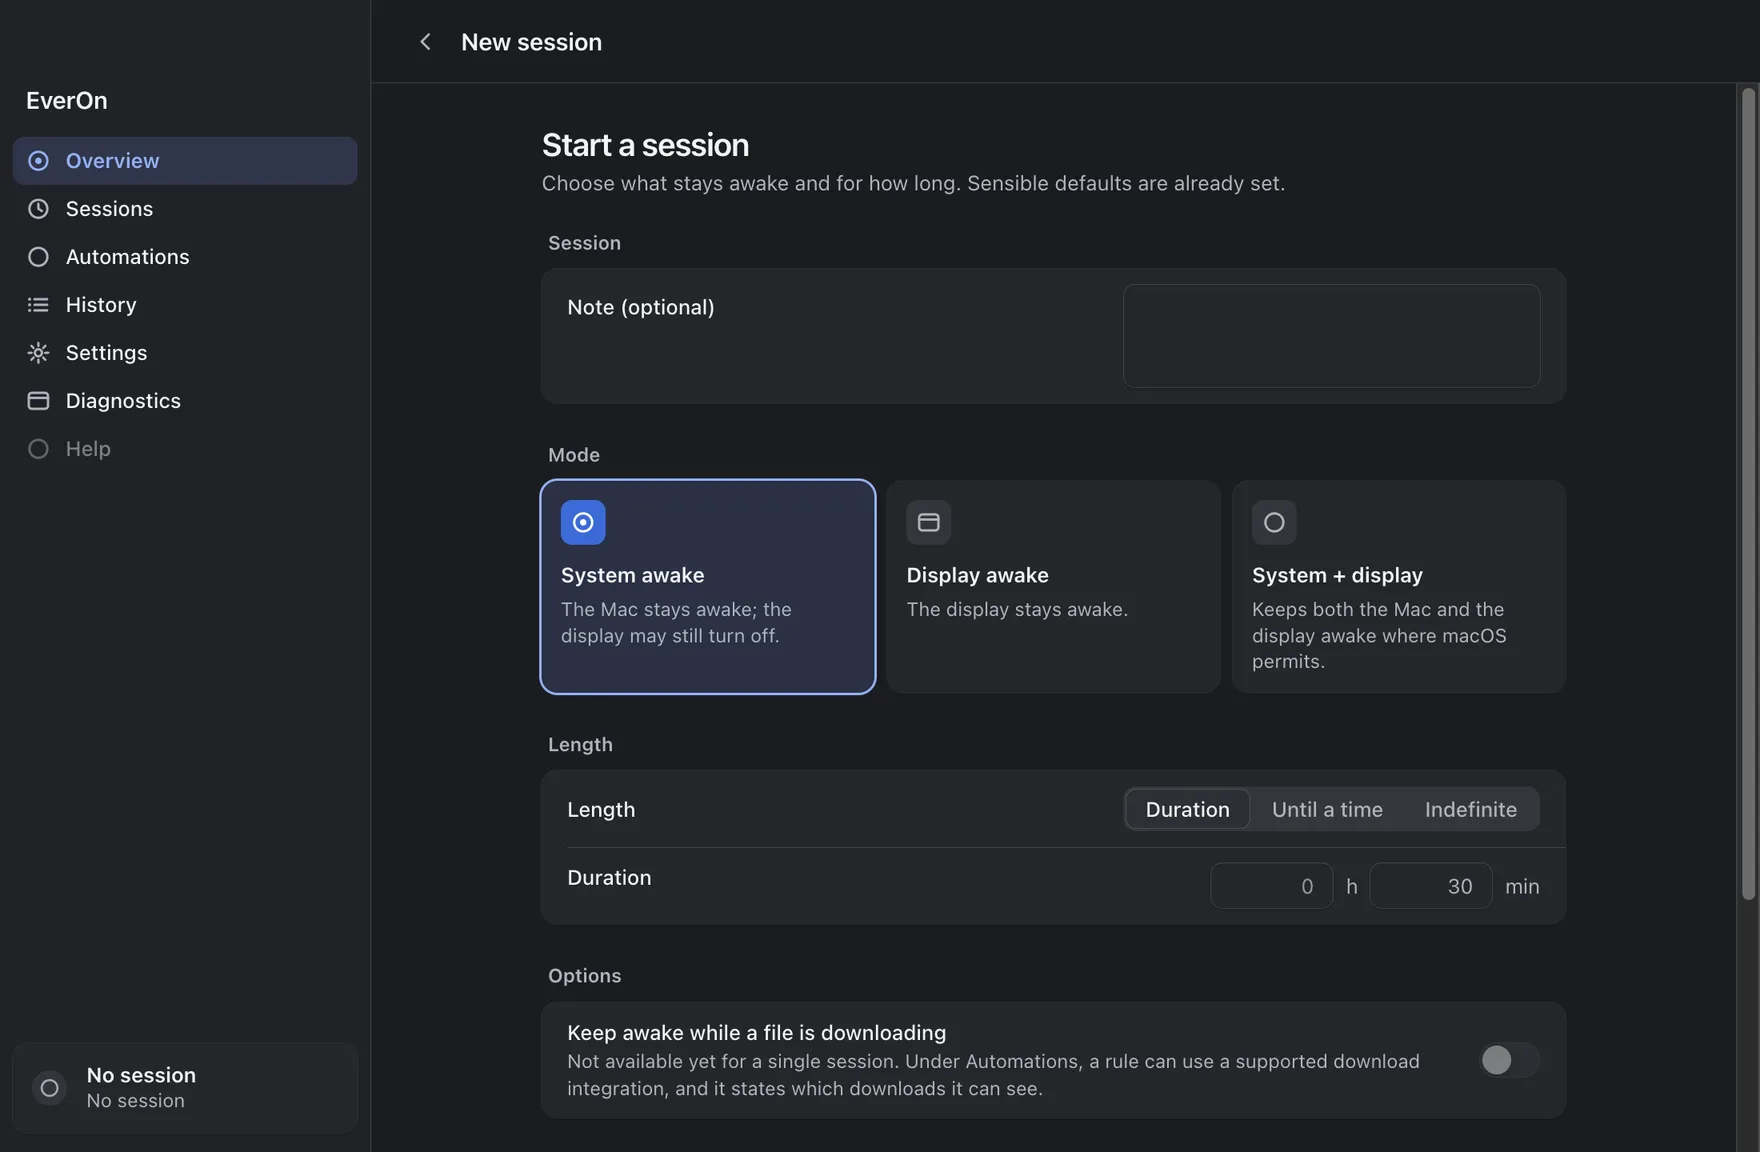 New session
EverOn
Overview
Sessions
Automations
History
Settings
Diagnostics
Help
No session
No session
Start a session
Choose what stays awake and for how long. Sensible defaults are already set.
Session
Note (optional)
Mode
System awake
The Mac stays awake; the
display may still turn off.
Display awake
The display stays awake.
System + display
Keeps both the Mac and the
display awake where macOS
permits.
Length
Length
Duration
Until a time
Indefinite
Duration
0 h 30 min
Options
Keep awake while a file is downloading
Not available yet for a single session. Under Automations, a rule can use a supported download
integration, and it states which downloads it can see.